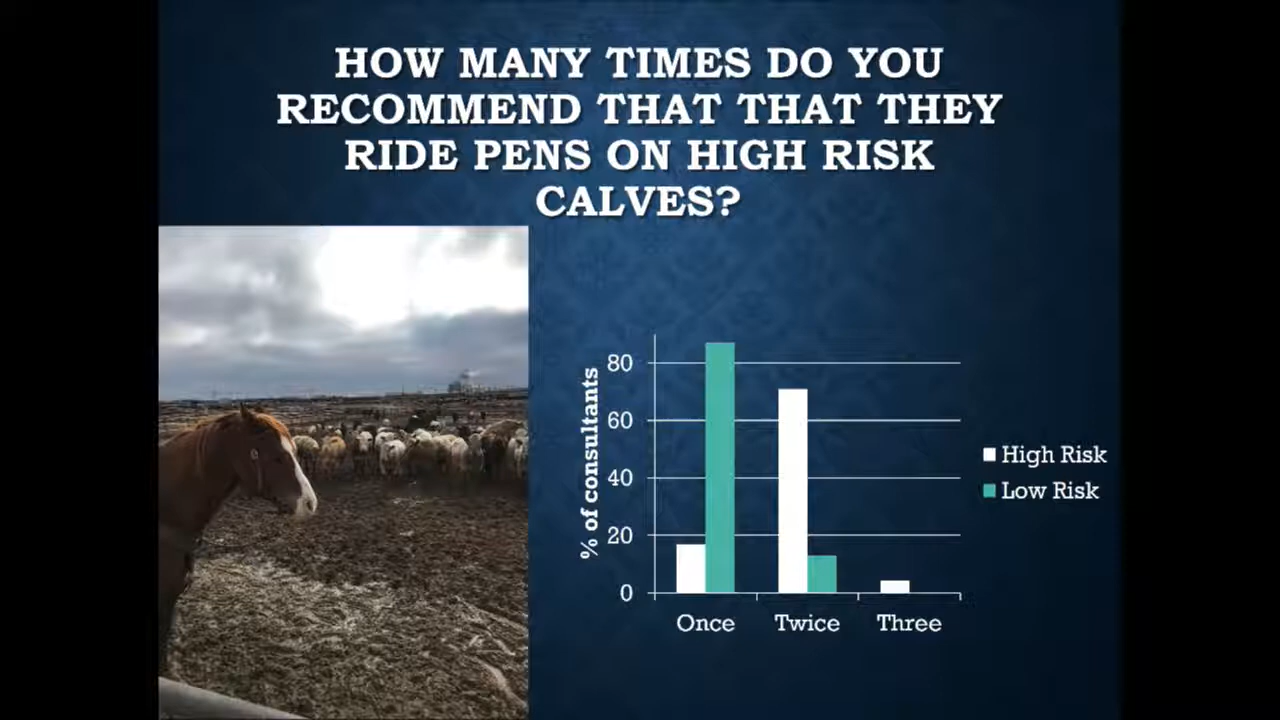 HOW MANY TIMES DO YOU
RECOMMEND THAT THAT THEY
RIDE PENS ON HIGH RISK
CALVES?
% of consultants
80
60
40
20
0
Once
Twice
Three
High Risk
Low Risk